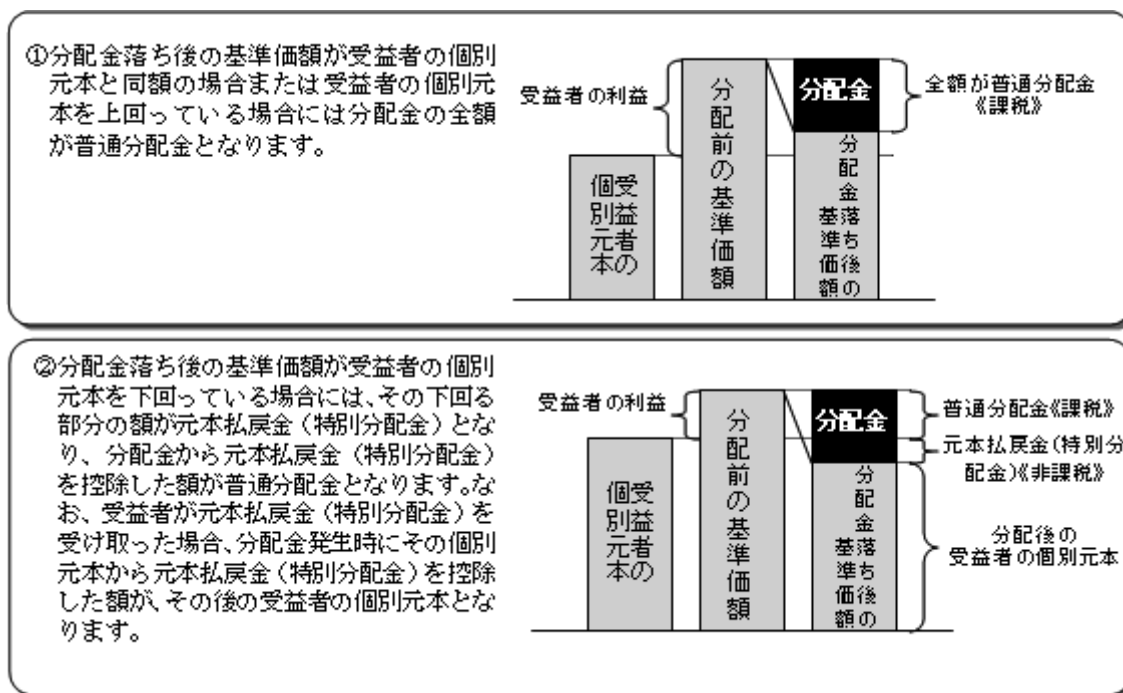 ①分配金落ち後の基準価額が受益者の個別
元本と同額の場合または受益者の個別元
本を上回っている場合には分配金の全額
が普通分配金となります。
受益者の利益
受益者の
個別元本
分配前の基準価額
分配金
分配金落ち後の
基準価額
全額が普通分配金
《課税》
②分配金落ち後の基準価額が受益者の個別
元本を下回っている場合には、その下回る
部分の額が元本払戻金(特別分配金)とな
り、分配金から元本払戻金(特別分配金)
を控除した額が普通分配金となります。な
お、受益者が元本払戻金(特別分配金)を
受け取った場合、分配金発生時にその個別
元本から元本払戻金(特別分配金)を控除
した額が、その後の受益者の個別元本とな
ります。
受益者の利益
受益者の
個別元本
分配前の基準価額
分配金
分配金落ち後の
基準価額
普通分配金《課税》
元本払戻金(特別分
配金)《非課税》
分配後の
受益者の個別元本